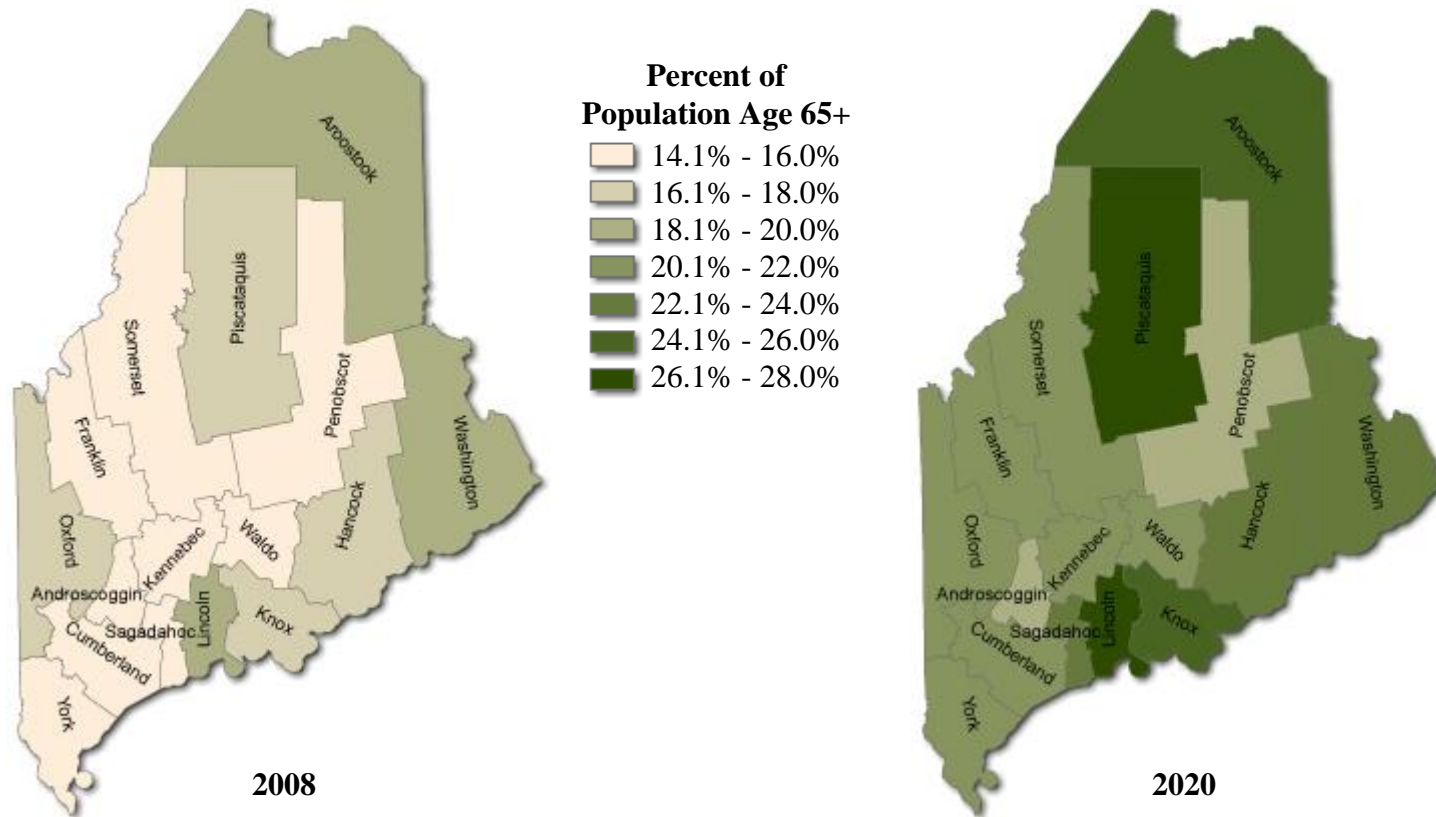 Percent of
Population Age 65+
14.1% - 16.0%
16.1% - 18.0%
18.1% - 20.0%
20.1% - 22.0%
22.1% - 24.0%
24.1% - 26.0%
26.1% - 28.0%
Aroostook
Piscataquis
Somerset
Penobscot
Franklin
Washington
Oxford
Hancock
Waldo
Kennebec
Androscoggin
Lincoln
Knox
Sagadahoc
Cumberland
York
2008
Aroostook
Piscataquis
Somerset
Penobscot
Franklin
Washington
Oxford
Hancock
Waldo
Kennebec
Androscoggin
Lincoln
Knox
Sagadahoc
Cumberland
York
2020